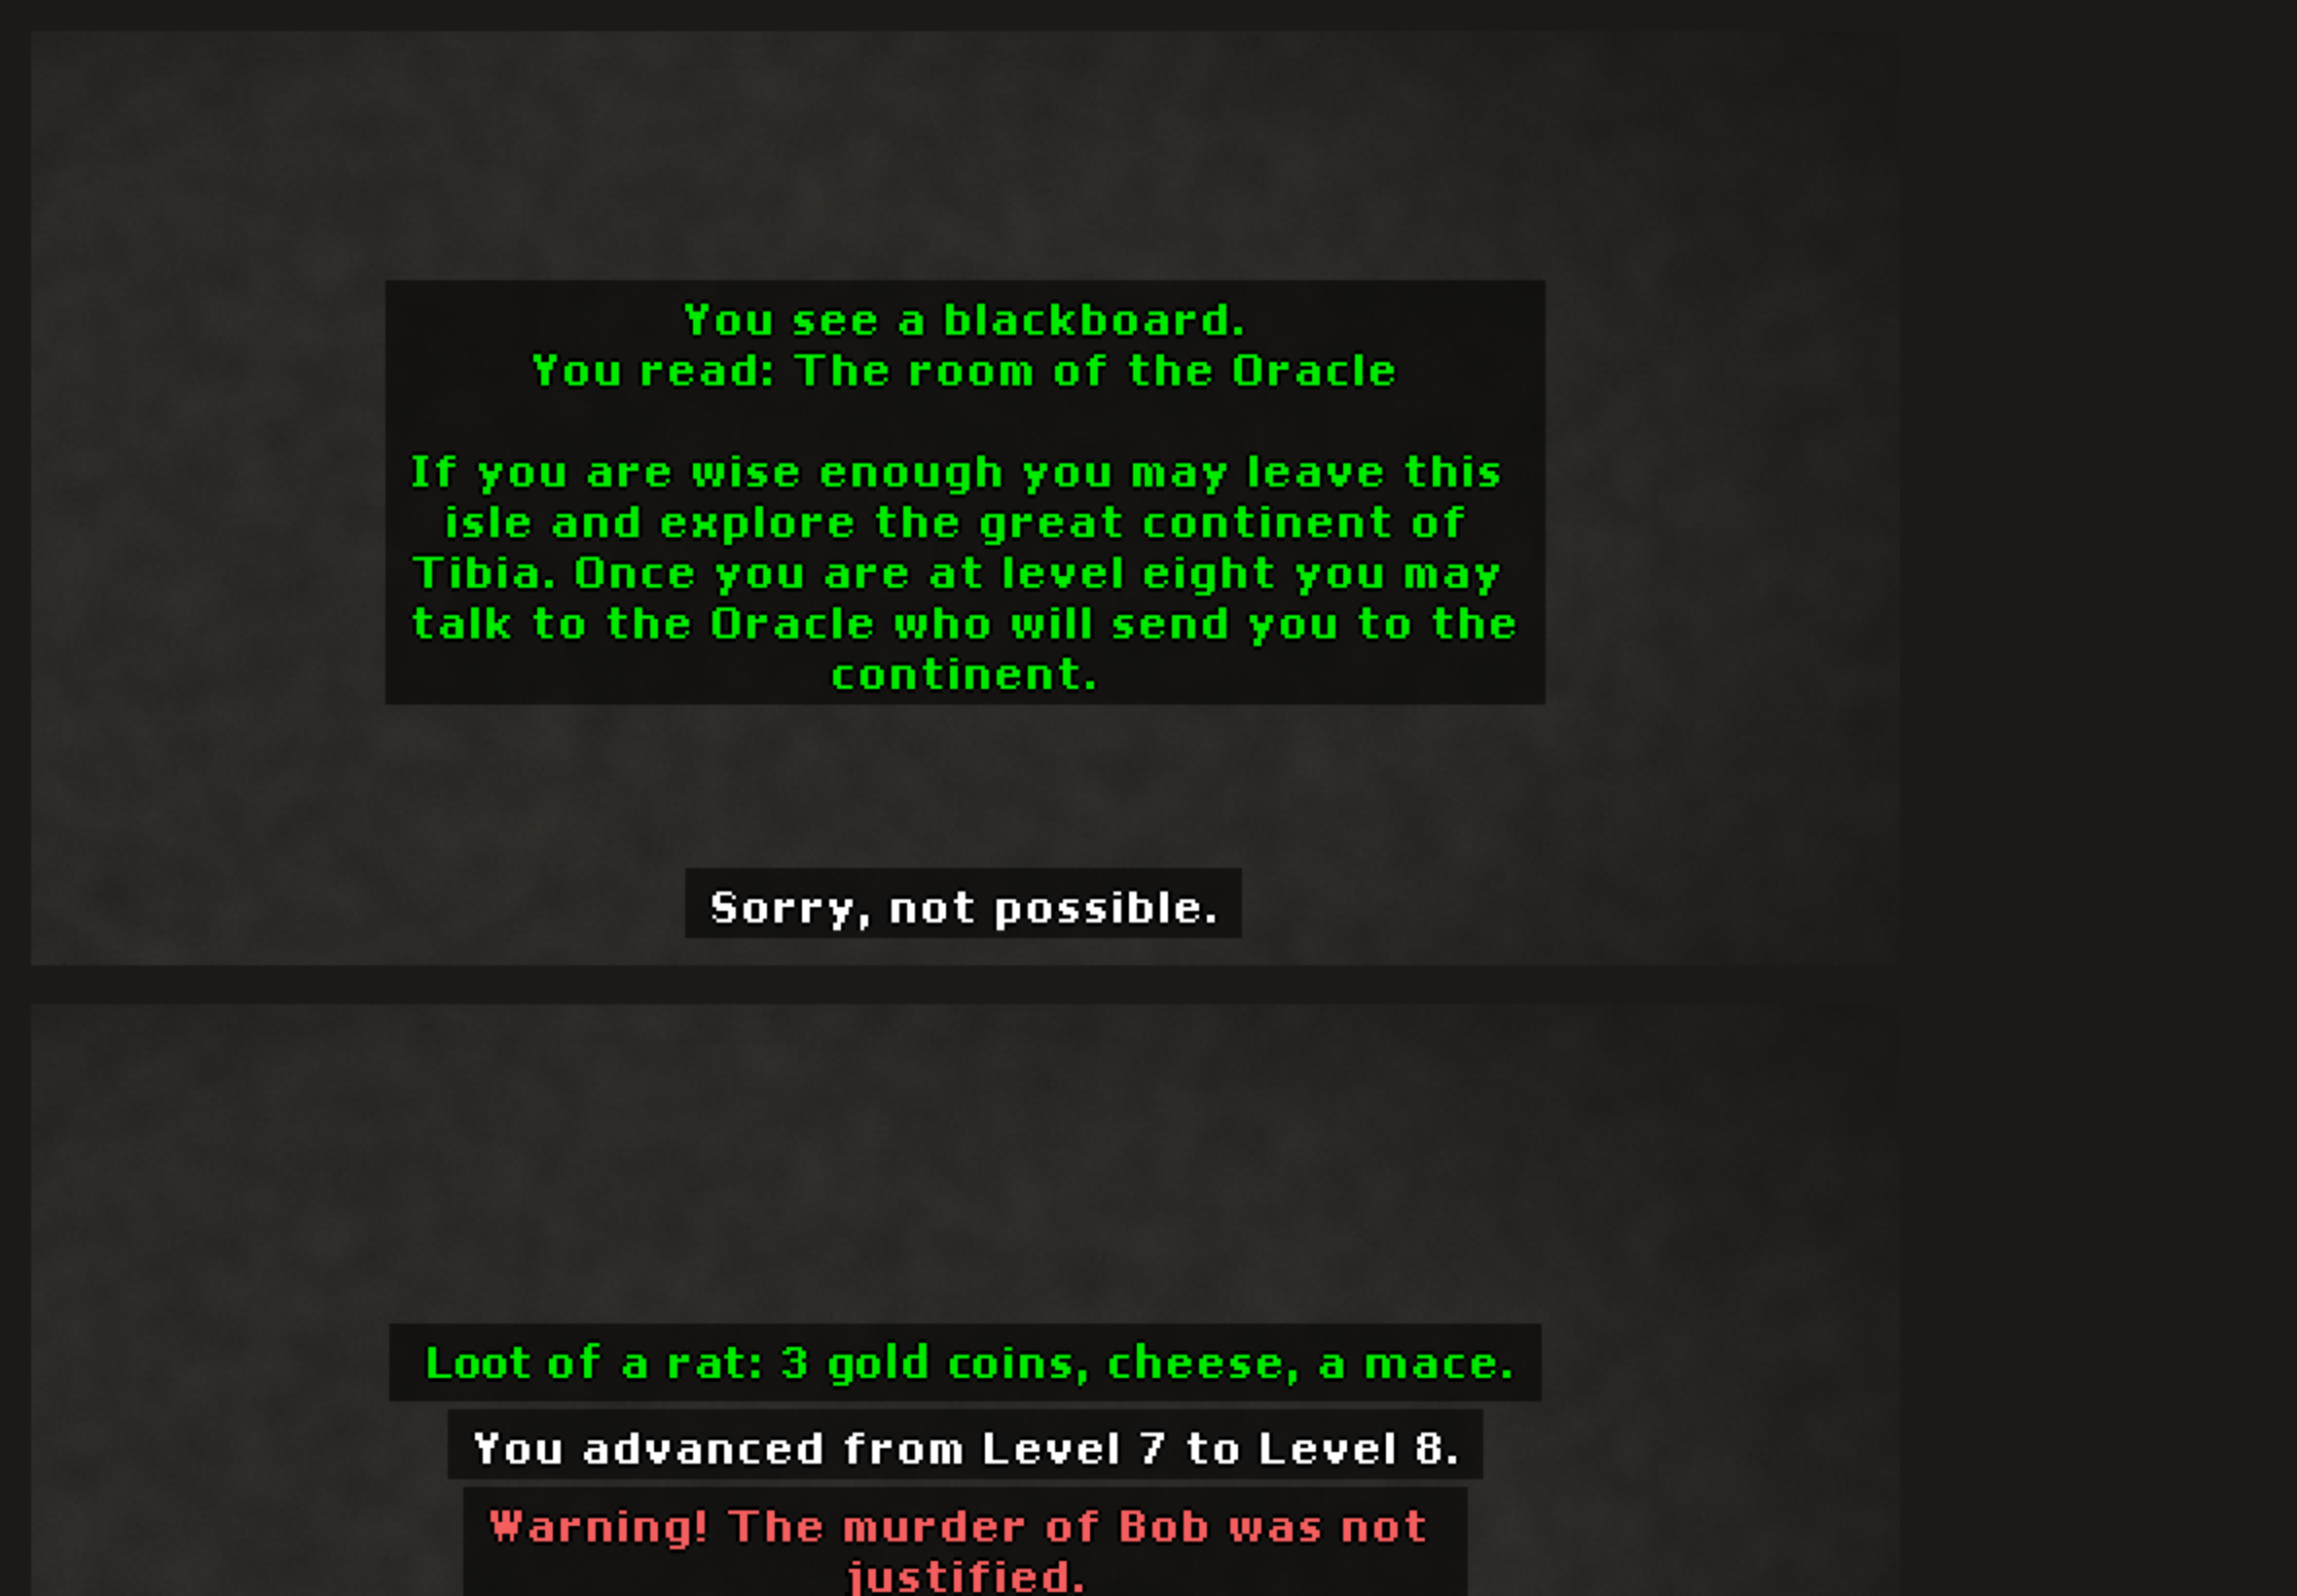 You see a blackboard.
You read: The room of the Oracle
If you are wise enough you may leave this
isle and explore the great continent of
Tibia. Once you are at level eight you may
talk to the Oracle who will send you to the
continent.
Sorry, not possible.
Loot of a rat: 3 gold coins, cheese, a mace.
You advanced from Level 7 to Level 8.
Warning! The murder of Bob was not
justified.